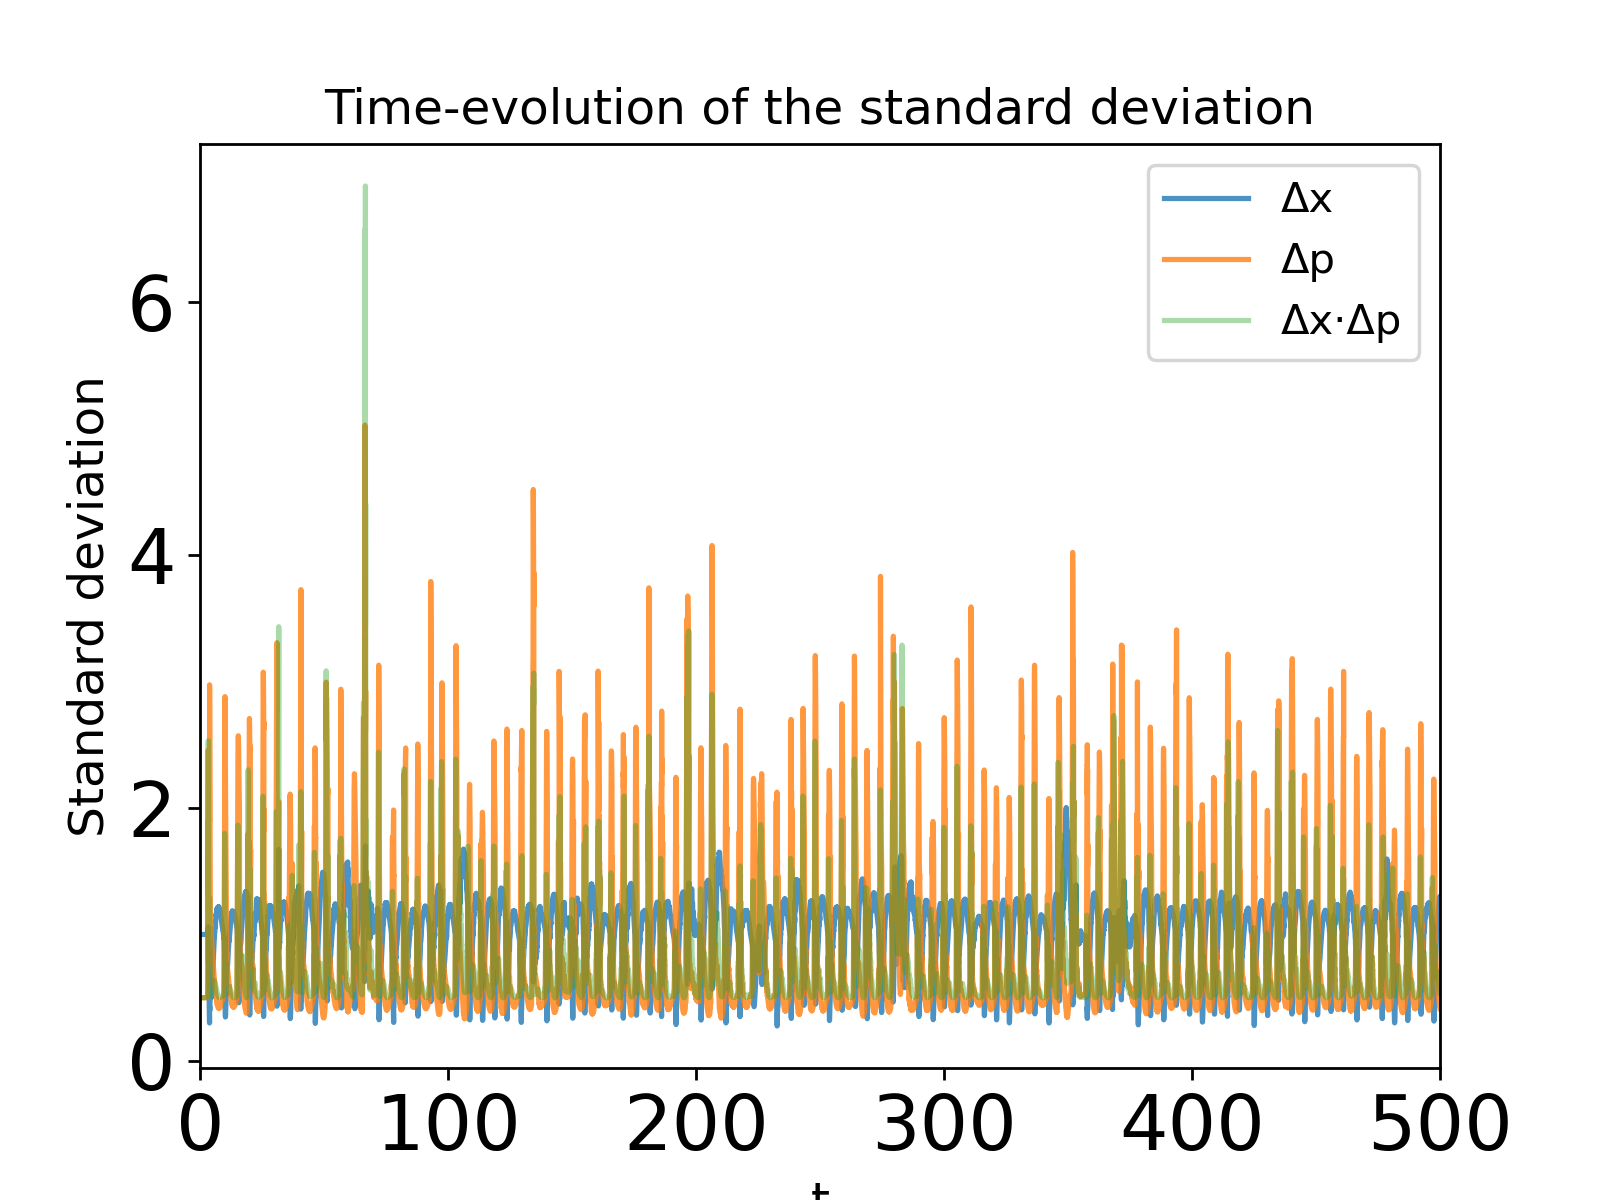 Time-evolution of the standard deviation
Δx
Δp
Δx·Δp
Standard deviation
6
4
2
0
0 100 200 300 400 500
t